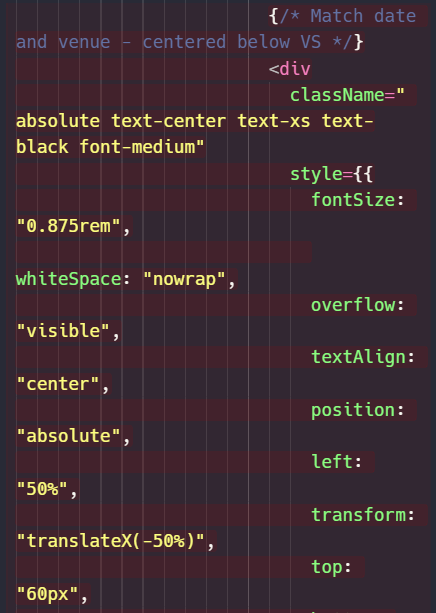 {/* Match date
and venue - centered below VS */}
<div
className="
absolute text-center text-xs text-
black font-medium"
style={{
fontSize:
"0.875rem",
whiteSpace: "nowrap",
overflow:
"visible",
textAlign:
"center",
position:
"absolute",
left:
"50%",
transform:
"translateX(-50%)",
top:
"60px",